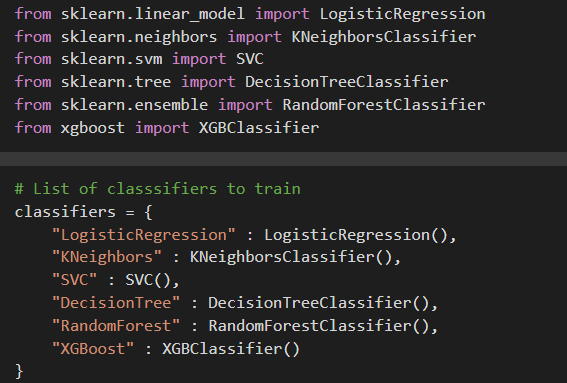 from sklearn.linear_model import LogisticRegression
from sklearn.neighbors import KNeighborsClassifier
from sklearn.svm import SVC
from sklearn.tree import DecisionTreeClassifier
from sklearn.ensemble import RandomForestClassifier
from xgboost import XGBClassifier
# List of classsifiers to train
classifiers = {
    "LogisticRegression" : LogisticRegression(),
    "KNeighbors" : KNeighborsClassifier(),
    "SVC" : SVC(),
    "DecisionTree" : DecisionTreeClassifier(),
    "RandomForest" : RandomForestClassifier(),
    "XGBoost" : XGBClassifier()
}